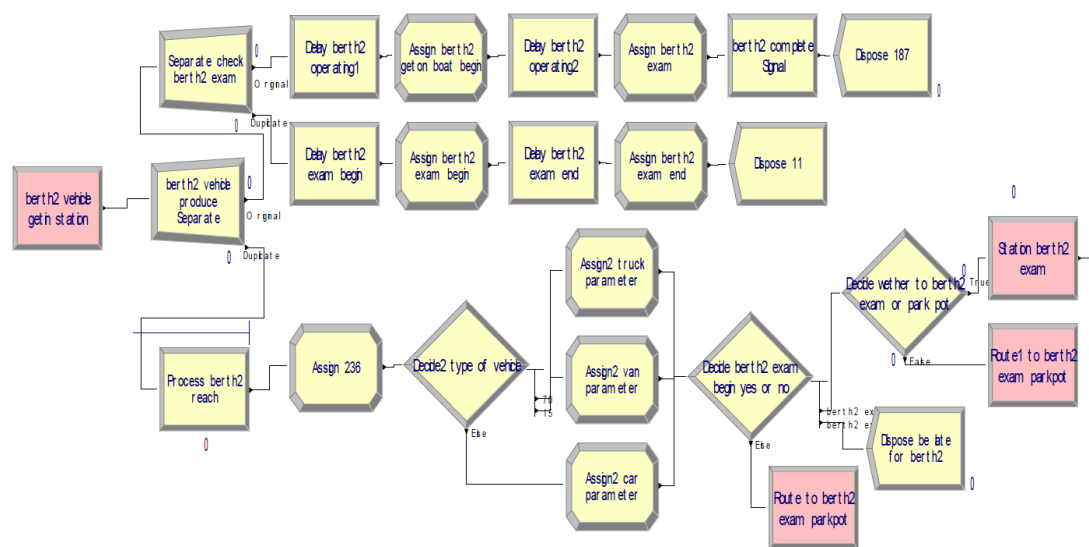 Separate check
berth2 exam
0
Original
0
Duplicate
Delay berth2
operating1
Assign berth2
get on boat begin
Delay berth2
operating2
Assign berth2
exam
berth2 complete
Signal
Dispose 187
0
Delay berth2
exam begin
Assign berth2
exam begin
Delay berth2
exam end
Assign berth2
exam end
Dispose 11
berth2 vehicle
get in station
berth2 vehicle
produce
Separate
0
Original
0
Duplicate
Process berth2
reach
0
Assign 236
Decide2 type of vehicle
70
15
Else
Assign2 truck
parameter
Assign2 van
parameter
Assign2 car
parameter
Decide berth2 exam
begin yes or no
berth2 ex
berth2 ex
Else
Route to berth2
exam parkpot
Decide wether to berth2
exam or park pot
0
True
0
False
Dispose be late
for berth2
0
0
Station berth2
exam
Route1 to berth2
exam parkpot